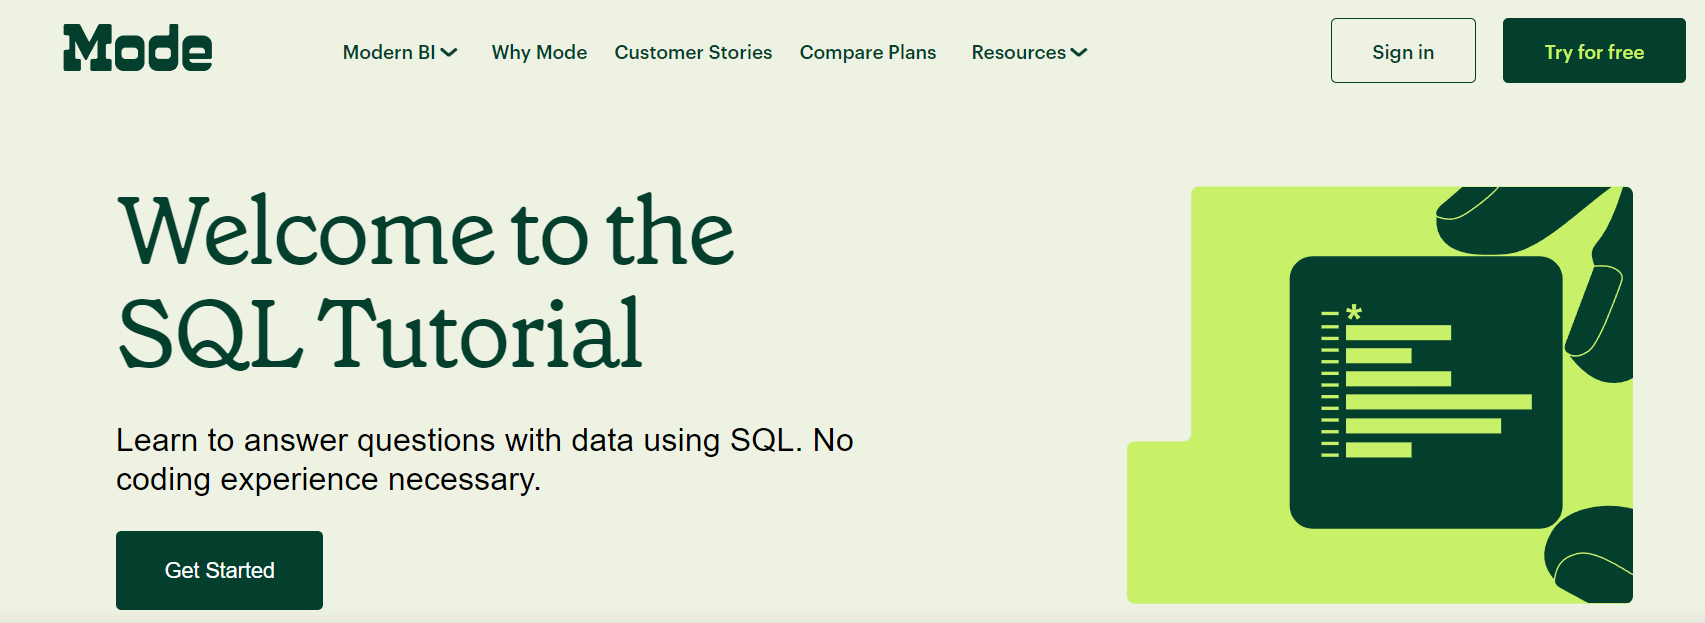 Mode
Modern BI
Why Mode
Customer Stories
Compare Plans
Resources
Sign in
Try for free
Welcome to the
SQL Tutorial
Learn to answer questions with data using SQL. No
coding experience necessary.
Get Started
*